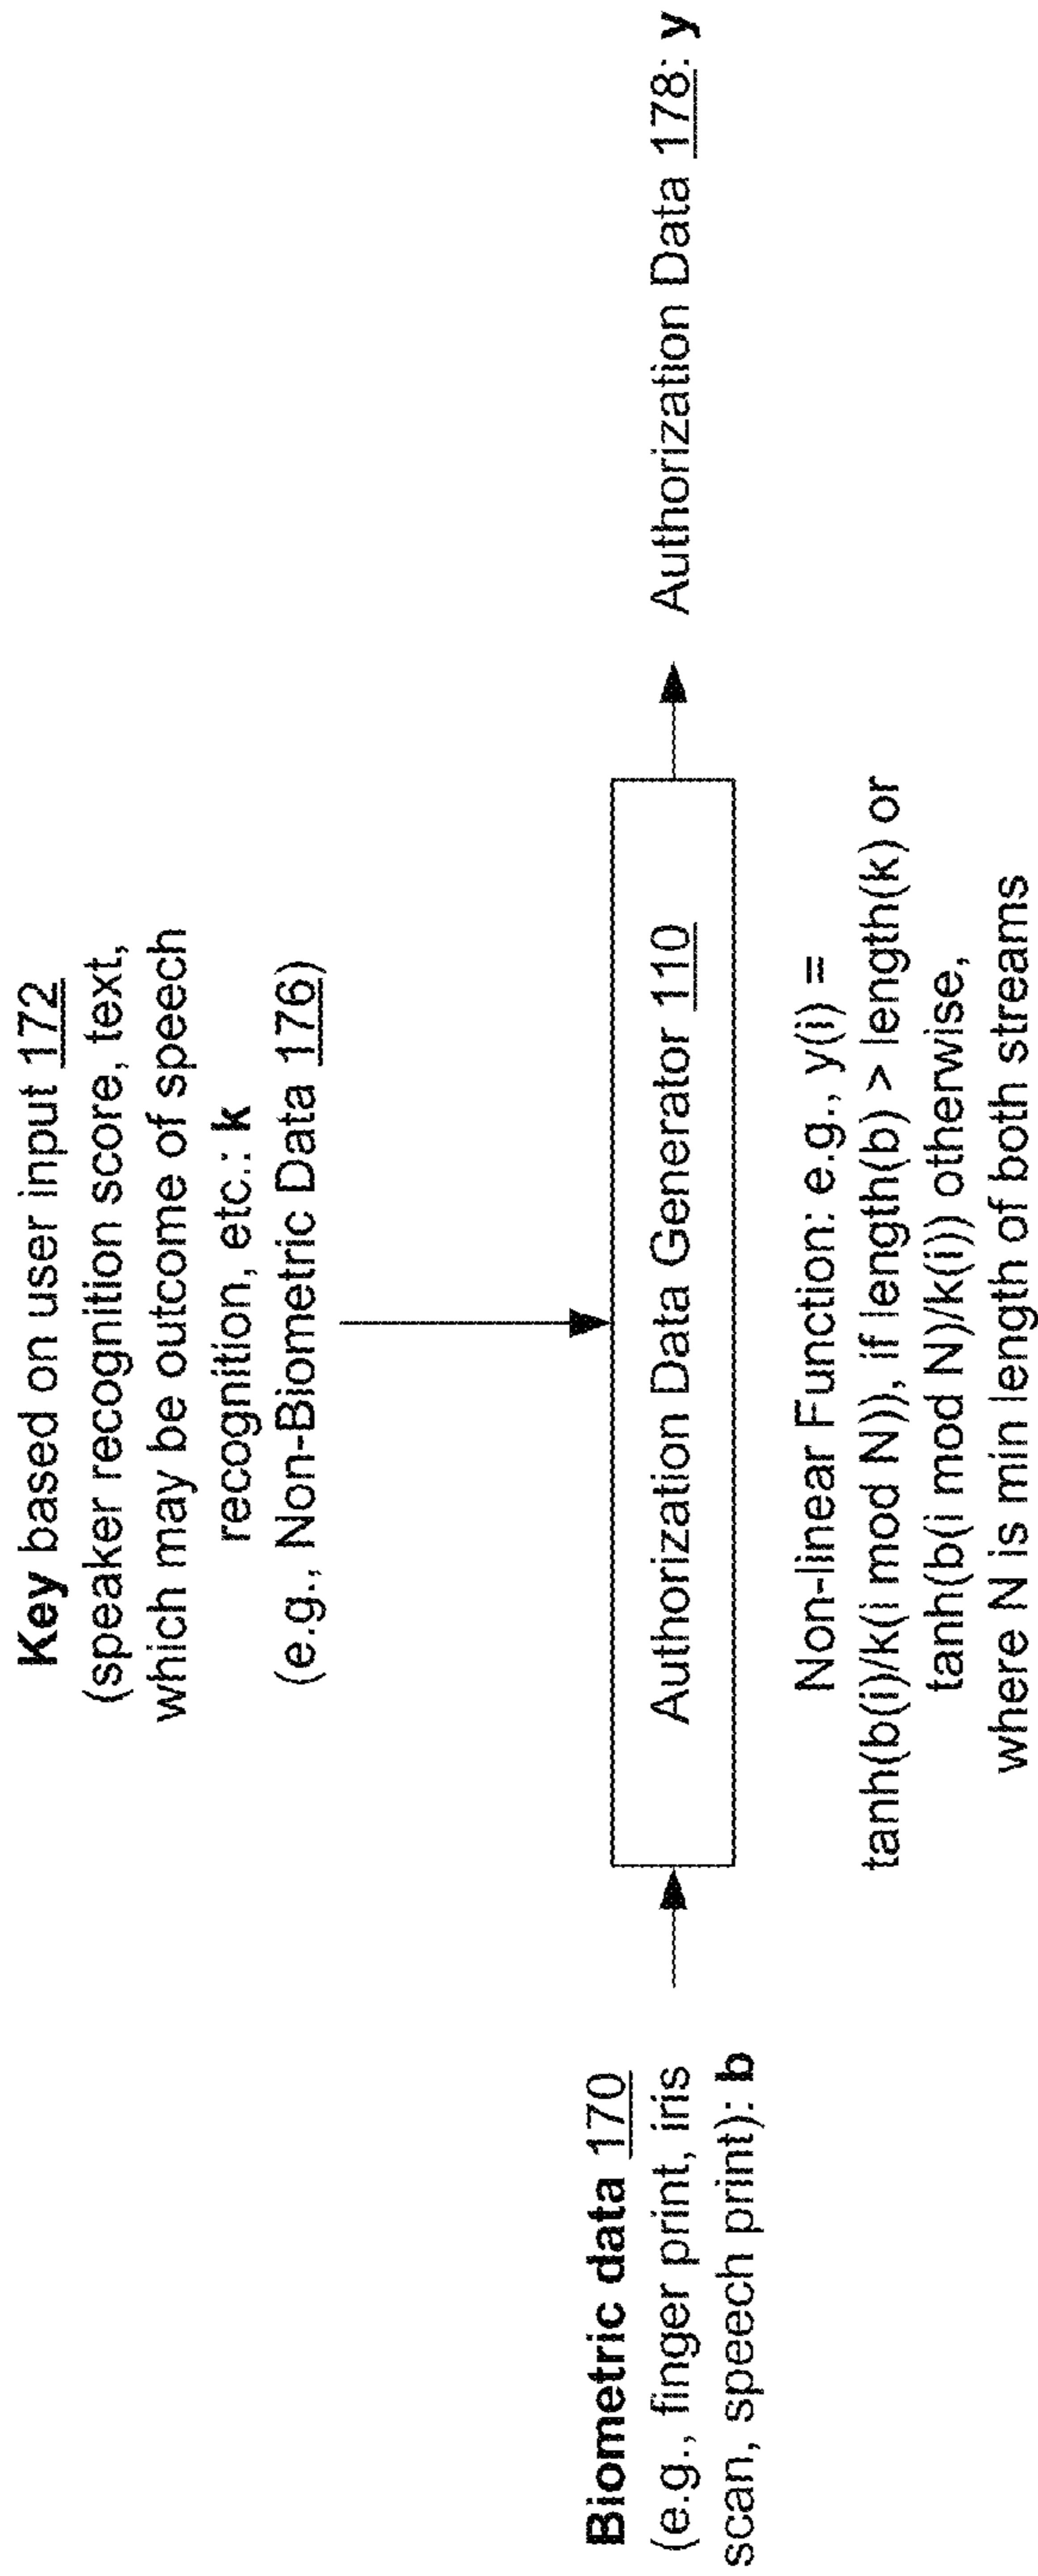 Key based on user input 172
(speaker recognition score, text,
which may be outcome of speech
recognition, etc.: k
(e.g., Non-Biometric Data 176)
Biometric data 170
(e.g., finger print, iris
scan, speech print): b
Authorization Data Generator 110
Authorization Data 178: y
Non-linear Function: e.g., y(i) =
tanh(b(i)/k(i mod N)), if length(b) > length(k) or
tanh(b(i mod N)/k(i)) otherwise,
where N is min length of both streams